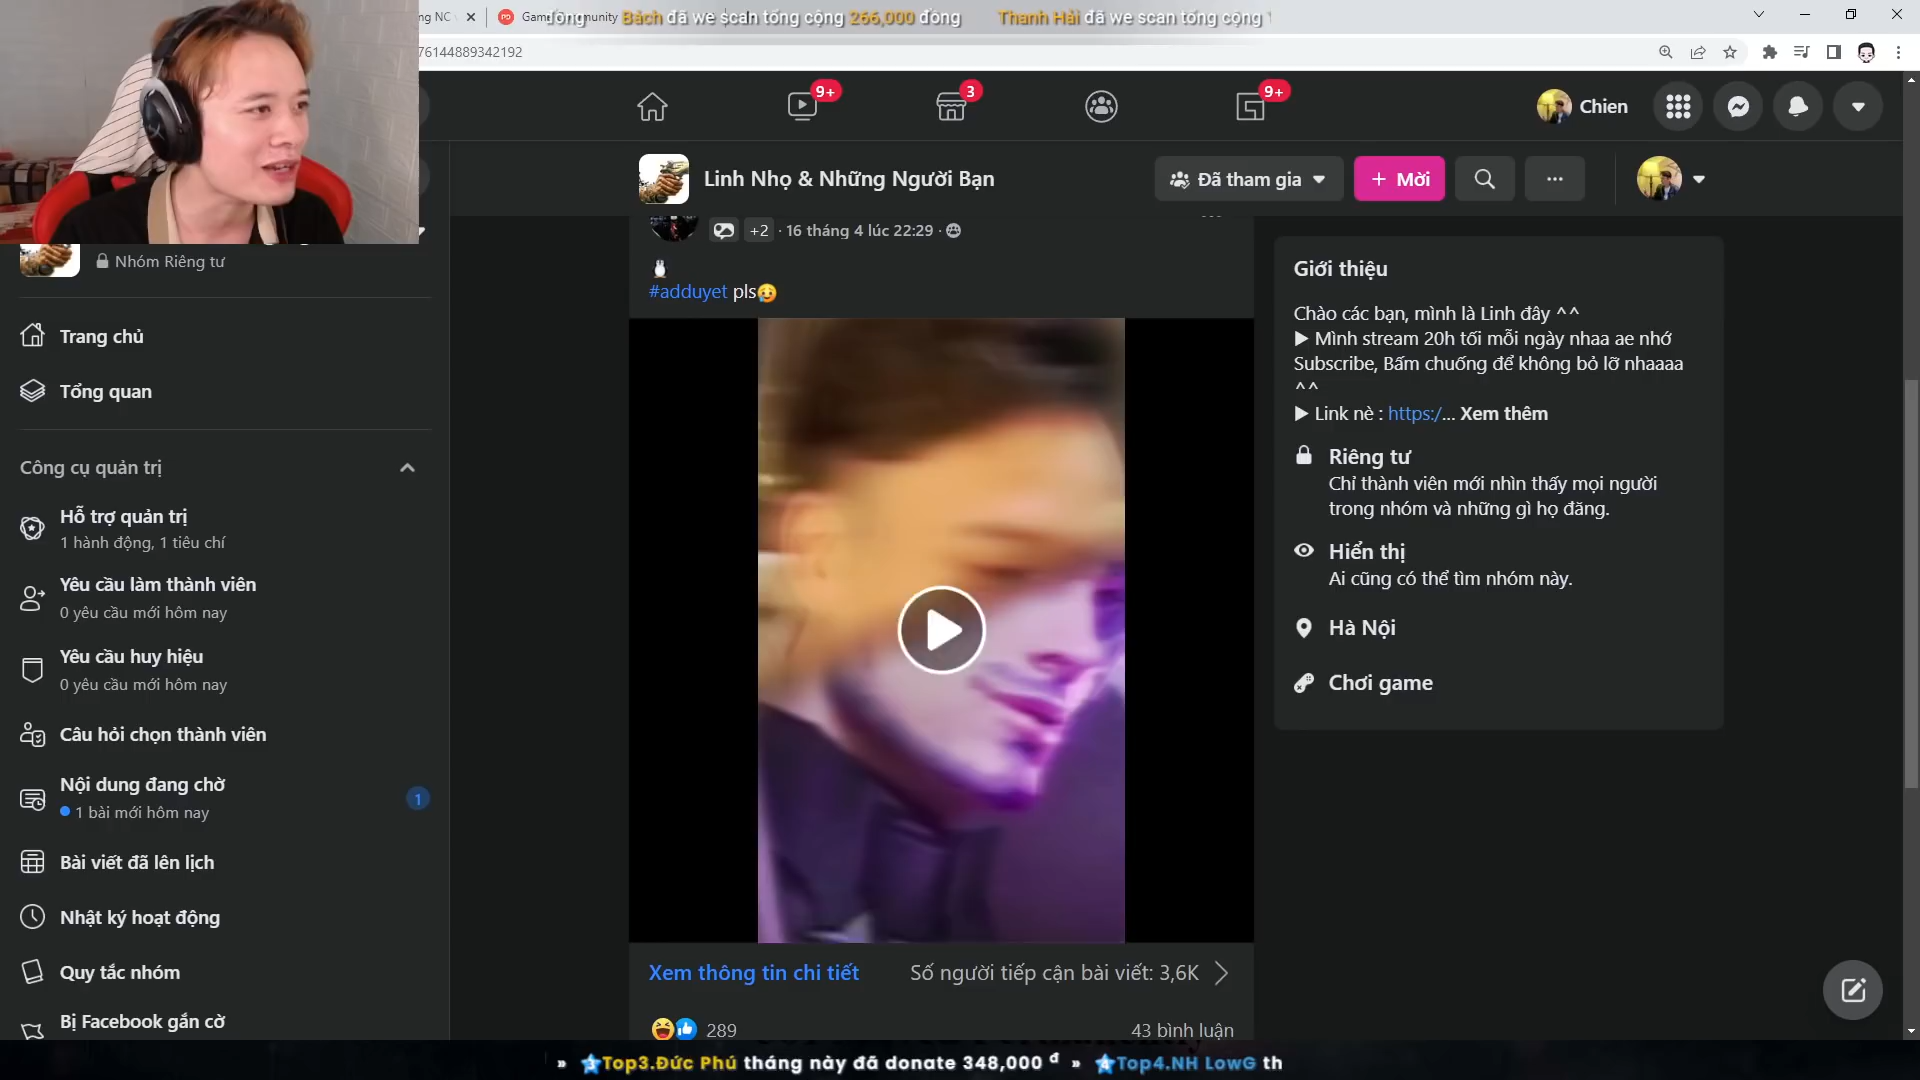 ng NC
Game Community
đồng
Bách đã we scan tổng cộng 266,000 đồng
Thanh Hải đã we scan tổng cộng
76144889342192
9+
3
9+
Chien
Linh Nhọ & Những Người Bạn
Đã tham gia
+ Mời
Nhóm Riêng tư
Trang chủ
Tổng quan
Công cụ quản trị
Hỗ trợ quản trị
1 hành động, 1 tiêu chí
Yêu cầu làm thành viên
0 yêu cầu mới hôm nay
Yêu cầu huy hiệu
0 yêu cầu mới hôm nay
Câu hỏi chọn thành viên
Nội dung đang chờ
1 bài mới hôm nay
1
Bài viết đã lên lịch
Nhật ký hoạt động
Quy tắc nhóm
Bị Facebook gắn cờ
+2 · 16 tháng 4 lúc 22:29 ·
🐧
#adduyet pls😥
Xem thông tin chi tiết
Số người tiếp cận bài viết: 3,6K
289
43 bình luận
Giới thiệu
Chào các bạn, mình là Linh đây ^^
▶ Mình stream 20h tối mỗi ngày nhaa ae nhớ
Subscribe, Bấm chuống để không bỏ lỡ nhaaaa
^^
▶ Link nè : https:/... Xem thêm
Riêng tư
Chỉ thành viên mới nhìn thấy mọi người
trong nhóm và những gì họ đăng.
Hiển thị
Ai cũng có thể tìm nhóm này.
Hà Nội
Chơi game
» 3 Top3.Đức Phú tháng này đã donate 348,000 đ » 4 Top4.NH LowG th